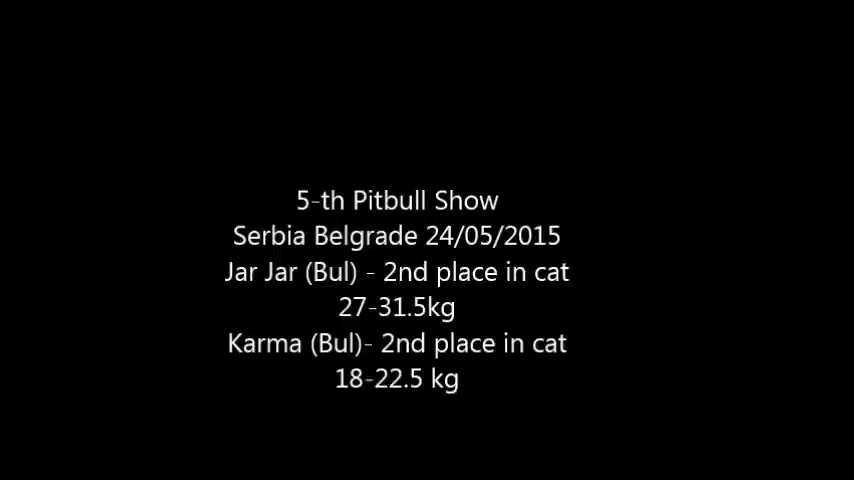 5-th Pitbull Show
Serbia Belgrade 24/05/2015
Jar Jar (Bul) - 2nd place in cat
27-31.5kg
Karma (Bul)- 2nd place in cat
18-22.5 kg